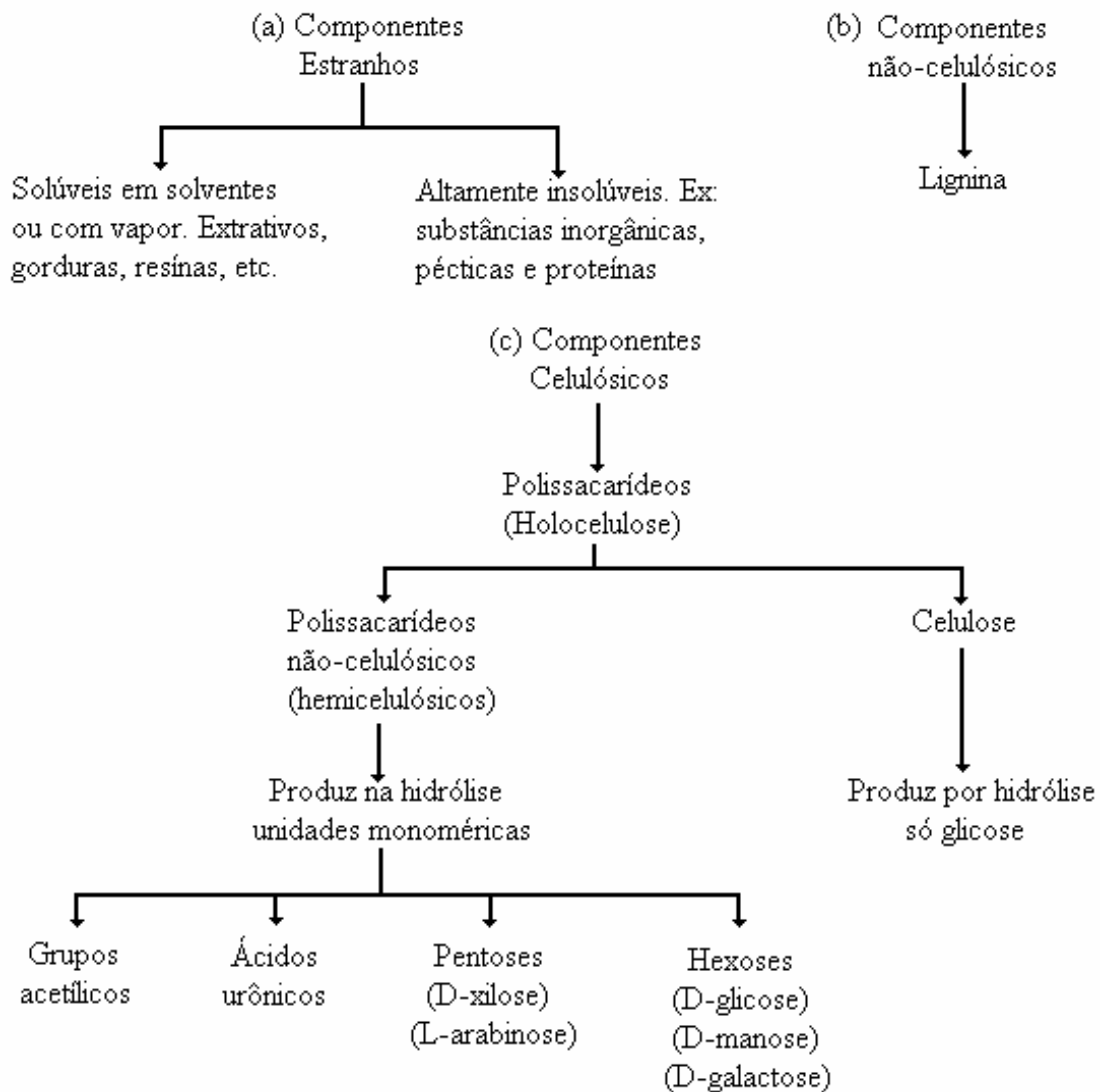 (a) Componentes
Estranhos
(b) Componentes
não-celulósicos
Solúveis em solventes
ou com vapor. Extrativos,
gorduras, resínas, etc.
Altamente insolúveis. Ex:
substâncias inorgânicas,
pécticas e proteínas
Lignina
(c) Componentes
Celulósicos
Polissacarídeos
(Holocelulose)
Polissacarídeos
não-celulósicos
(hemicelulósicos)
Celulose
Produz na hidrólise
unidades monoméricas
Produz por hidrólise
só glicose
Grupos
acetílicos
Ácidos
urônicos
Pentoses
(D-xilose)
(L-arabinose)
Hexoses
(D-glicose)
(D-manose)
(D-galactose)